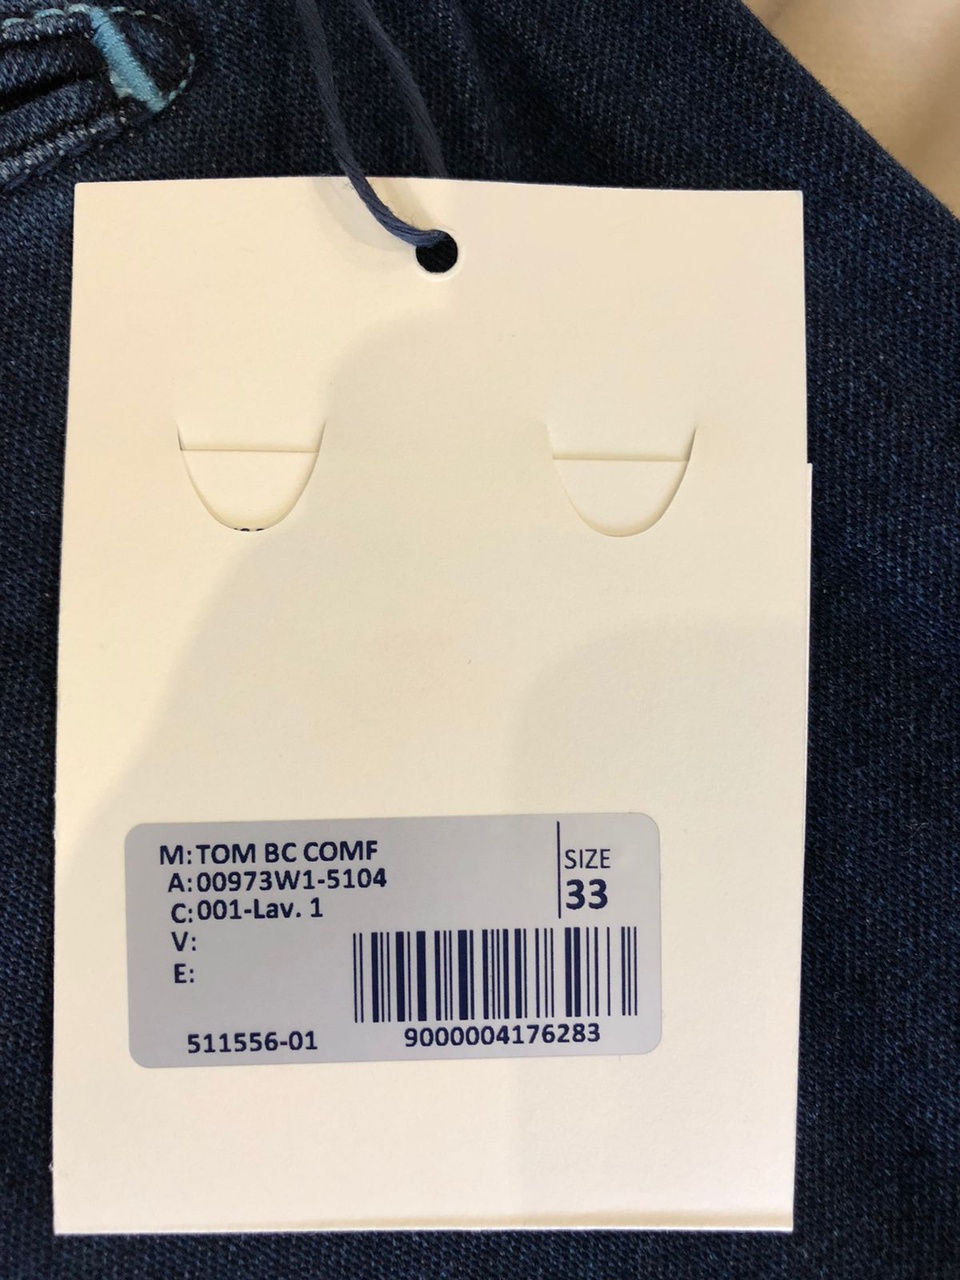 M: TOM BC COMF
A: 00973W1-5104
C: 001-Lav. 1
V:
E:
SIZE
33
511556-01
9000004176283